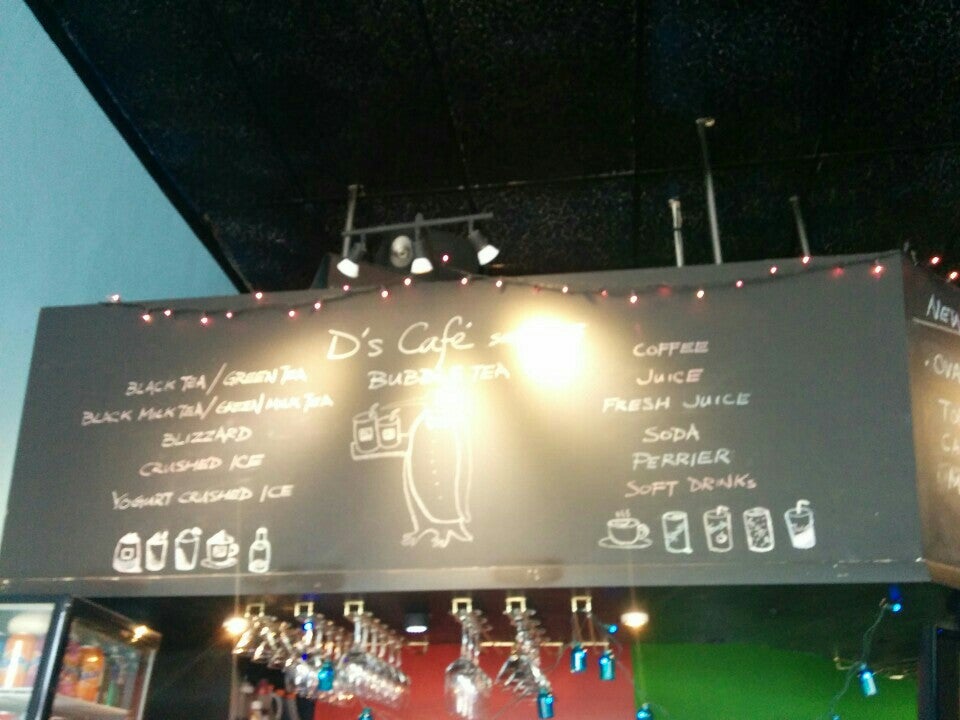 D's Café
BUBBLE TEA
BLACK TEA/GREEN TEA
BLACK MILK TEA/GREEN MILK TEA
BLIZZARD
CRUSHED ICE
YOGURT CRUSHED ICE
COFFEE
JUICE
FRESH JUICE
SODA
PERRIER
SOFT DRINKs
NEW